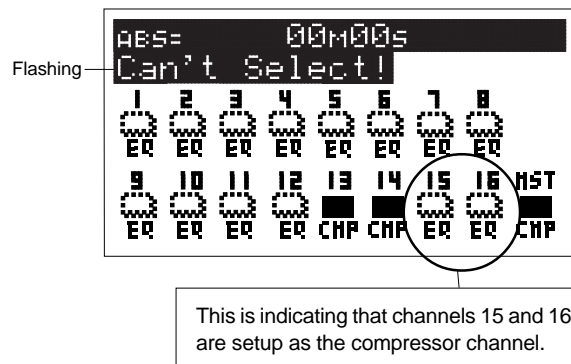 ABS= 00M00s
Flashing
Can't Select!
1 2 3 4 5 6 7 8
EQ EQ EQ EQ EQ EQ EQ EQ
9 10 11 12 13 14 15 16 MST
EQ EQ EQ EQ CMP CMP EQ EQ CMP
This is indicating that channels 15 and 16
are setup as the compressor channel.